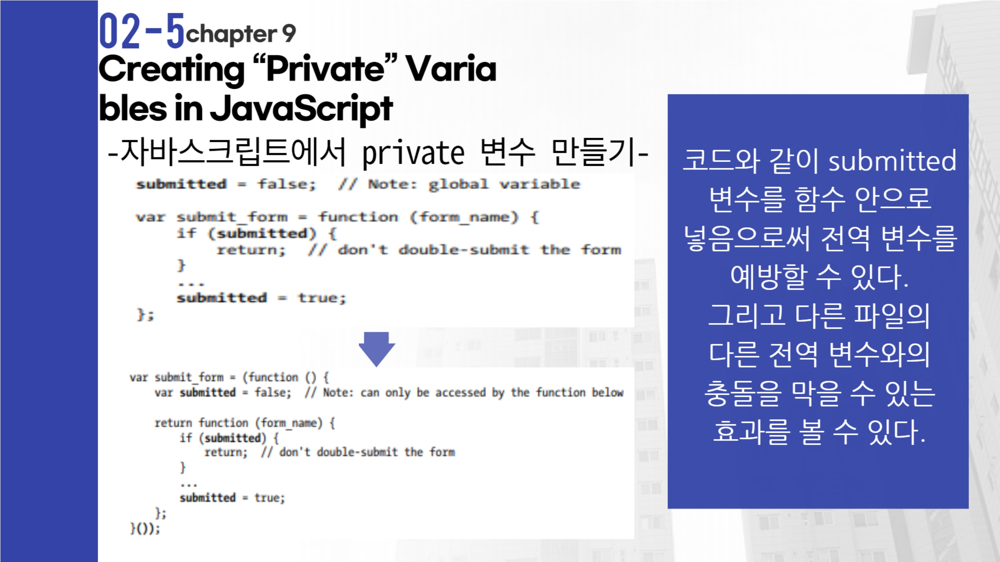 02-5 chapter 9
Creating “Private” Varia
bles in JavaScript
-자바스크립트에서 private 변수 만들기-
submitted = false;  // Note: global variable
var submit_form = function (form_name) {
    if (submitted) {
        return;  // don't double-submit the form
    }
    ...
    submitted = true;
};
var submit_form = (function () {
    var submitted = false;  // Note: can only be accessed by the function below
    return function (form_name) {
        if (submitted) {
            return;  // don't double-submit the form
        }
        ...
        submitted = true;
    };
}());
코드와 같이 submitted
변수를 함수 안으로
넣음으로써 전역 변수를
예방할 수 있다.
그리고 다른 파일의
다른 전역 변수와의
충돌을 막을 수 있는
효과를 볼 수 있다.